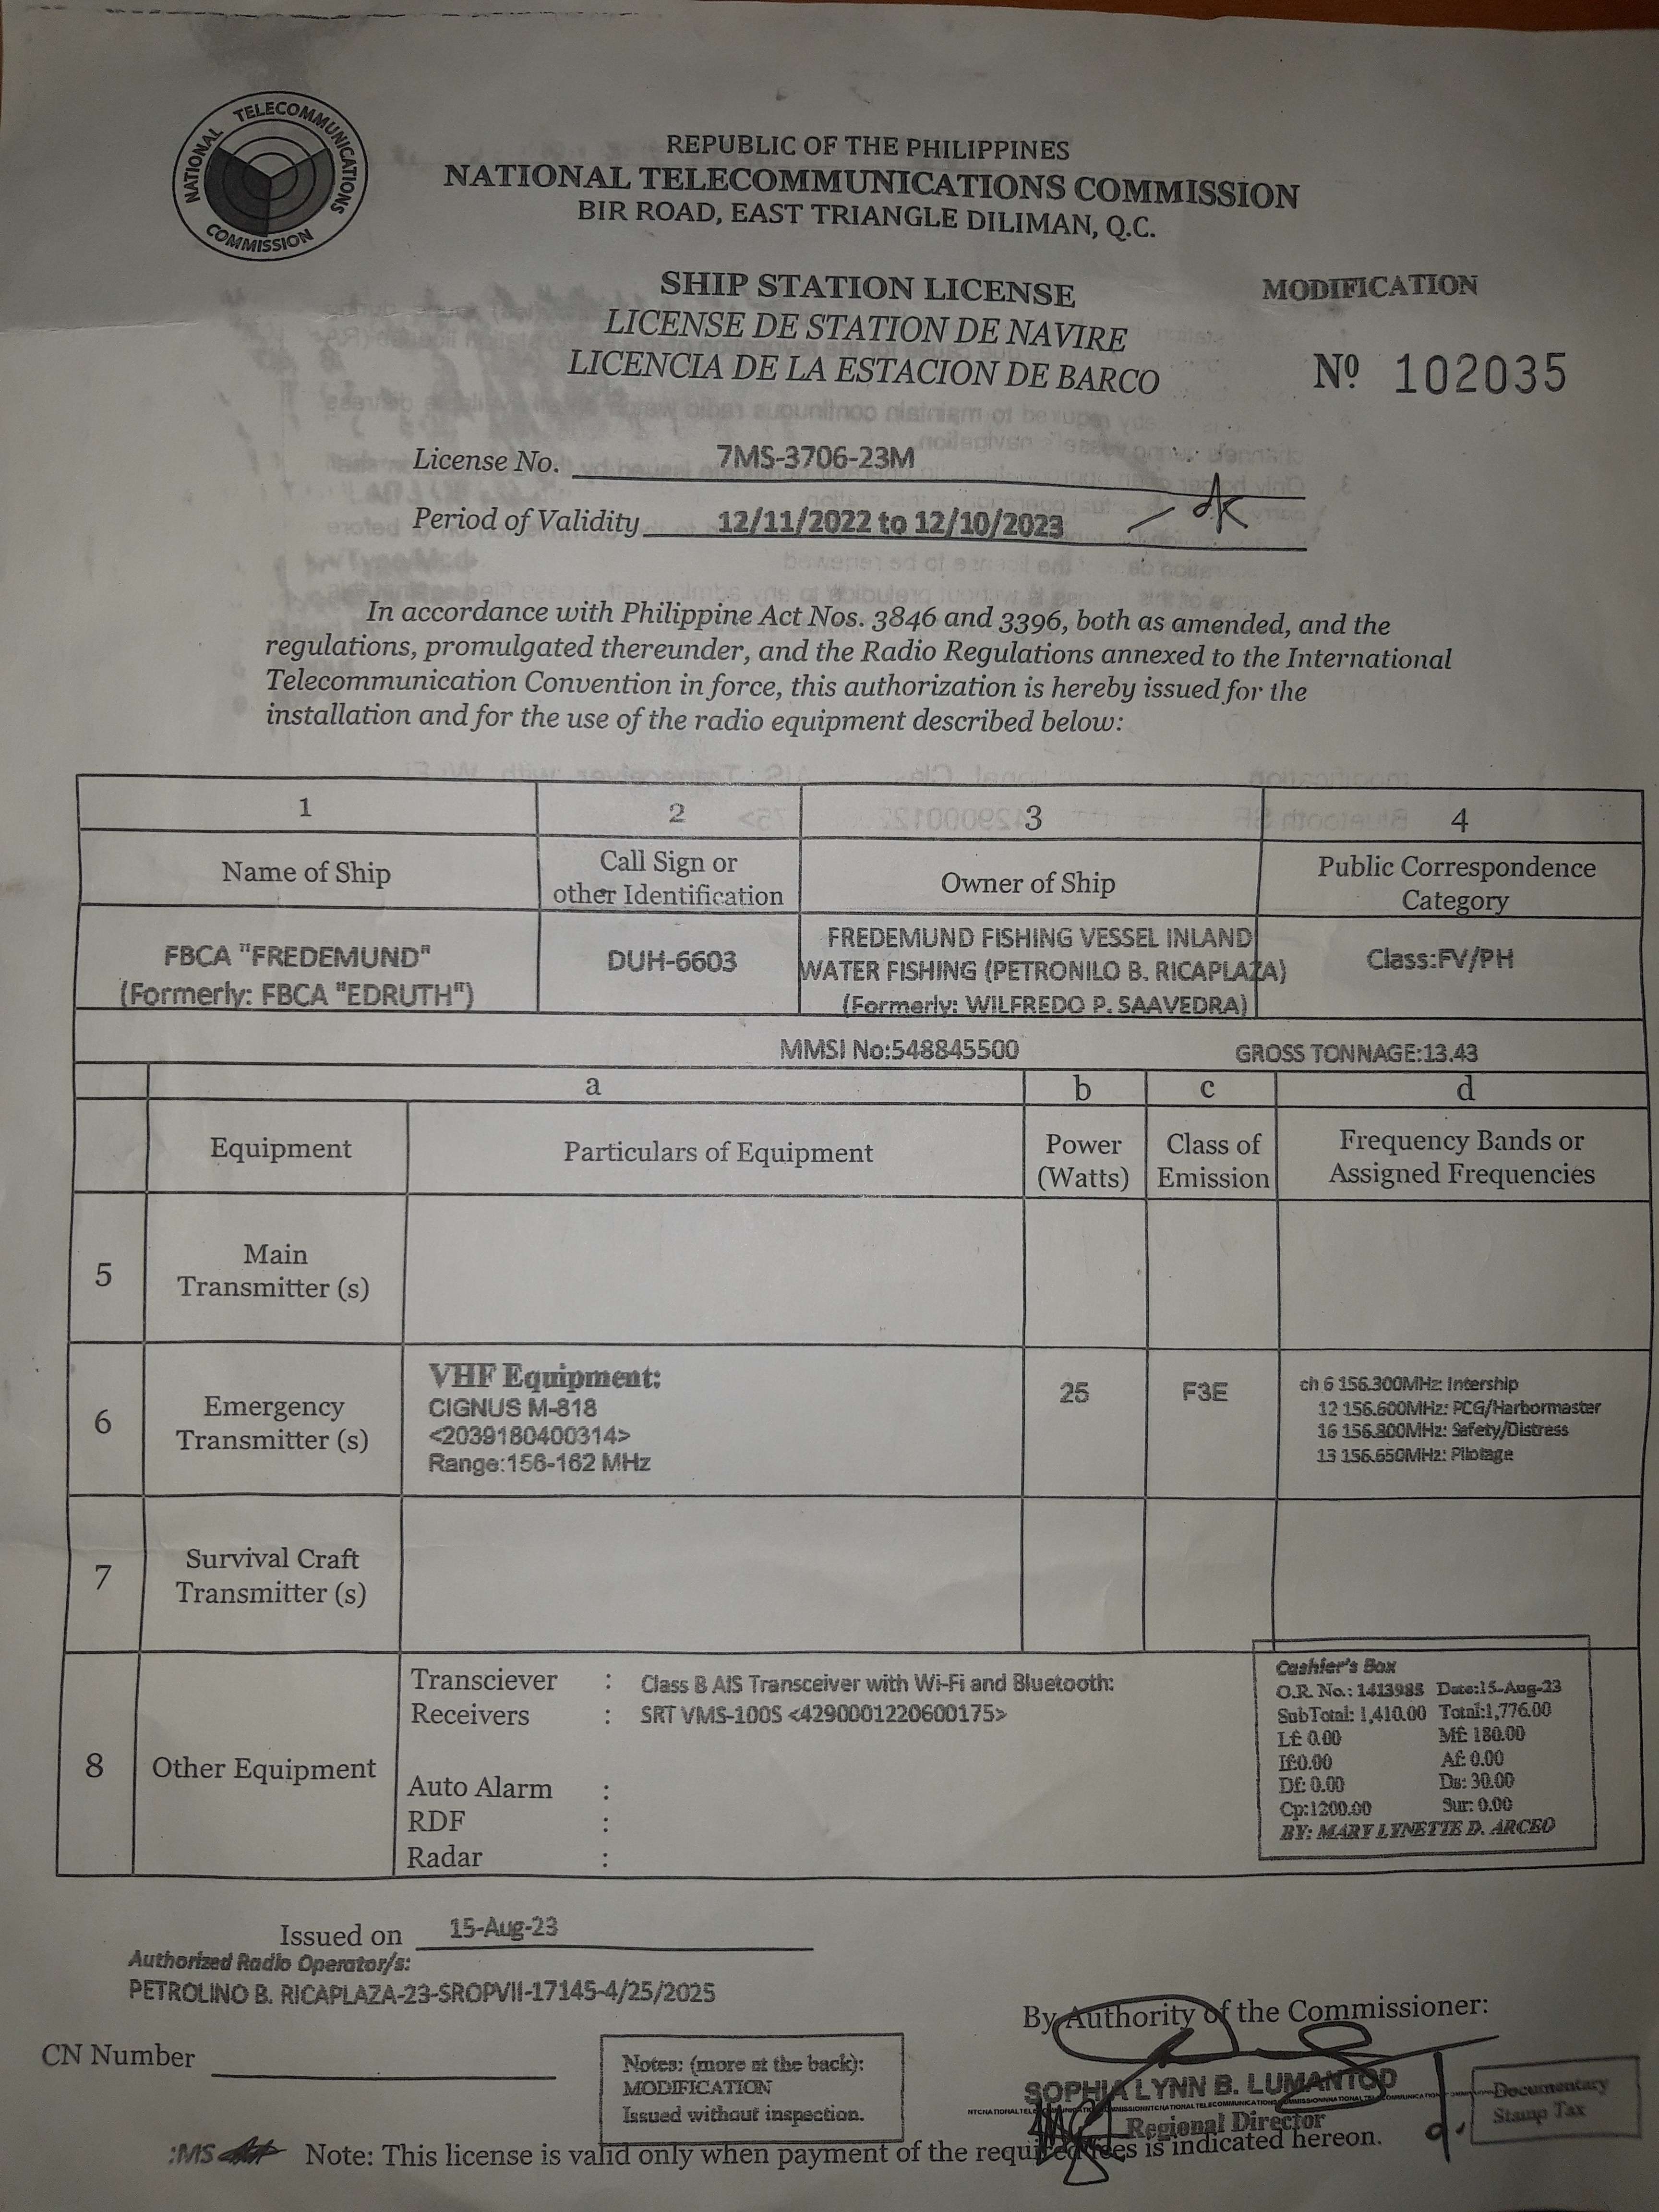 NATIONAL TELECOMMUNICATIONS COMMISSION
REPUBLIC OF THE PHILIPPINES
NATIONAL TELECOMMUNICATIONS COMMISSION
BIR ROAD, EAST TRIANGLE DILIMAN, Q.C.
SHIP STATION LICENSE
MODIFICATION
LICENSE DE STATION DE NAVIRE
LICENCIA DE LA ESTACION DE BARCO
Nº 102035
License No. 7MS-3706-23M
Period of Validity 12/11/2022 to 12/10/2023
In accordance with Philippine Act Nos. 3846 and 3396, both as amended, and the
regulations, promulgated thereunder, and the Radio Regulations annexed to the International
Telecommunication Convention in force, this authorization is hereby issued for the
installation and for the use of the radio equipment described below:
1 2 3 4
Name of Ship
Call Sign or
other Identification
Owner of Ship
Public Correspondence
Category
FBCA "FREDEMUND"
(Formerly: FBCA "EDRUTH")
DUH-6603
FREDEMUND FISHING VESSEL INLAND
WATER FISHING (PETRONILO B. RICAPLAZA)
(Formerly: WILFREDO P. SAAVEDRA)
Class:FV/PH
MMSI No:548845500 GROSS TONNAGE:13.43
a b c d
Equipment
Particulars of Equipment
Power
(Watts)
Class of
Emission
Frequency Bands or
Assigned Frequencies
5
Main
Transmitter (s)
6
Emergency
Transmitter (s)
VHF Equipment:
CIGNUS M-818
<2039180400314>
Range:156-162 MHz
25
F3E
ch 6 156.300MHz: Intership
12 156.600MHz: PCG/Harbormaster
16 156.800MHz: Safety/Distress
13 156.650MHz: Pilotage
7
Survival Craft
Transmitter (s)
8
Other Equipment
Transciever : Class B AIS Transceiver with Wi-Fi and Bluetooth:
Receivers : SRT VMS-100S <4290001220600175>
Auto Alarm :
RDF :
Radar :
Cashier's Box
O.R. No.: 1413985 Date:15-Aug-23
SubTotal: 1,410.00 Total:1,776.00
Lf: 0.00 Mf: 180.00
If:0.00 Af: 0.00
Df: 0.00 Ds: 30.00
Cp:1200.00 Sur: 0.00
BY: MARY LYNETTE D. ARCEO
Issued on 15-Aug-23
Authorized Radio Operator/s:
PETROLINO B. RICAPLAZA-23-SROPVII-17145-4/25/2025
By Authority of the Commissioner:
CN Number
Notes: (more at the back):
MODIFICATION
Issued without inspection.
SOPHIA LYNN B. LUMANTOD
Regional Director
Documentary
Stamp Tax
:MS
Note: This license is valid only when payment of the required fees is indicated hereon.